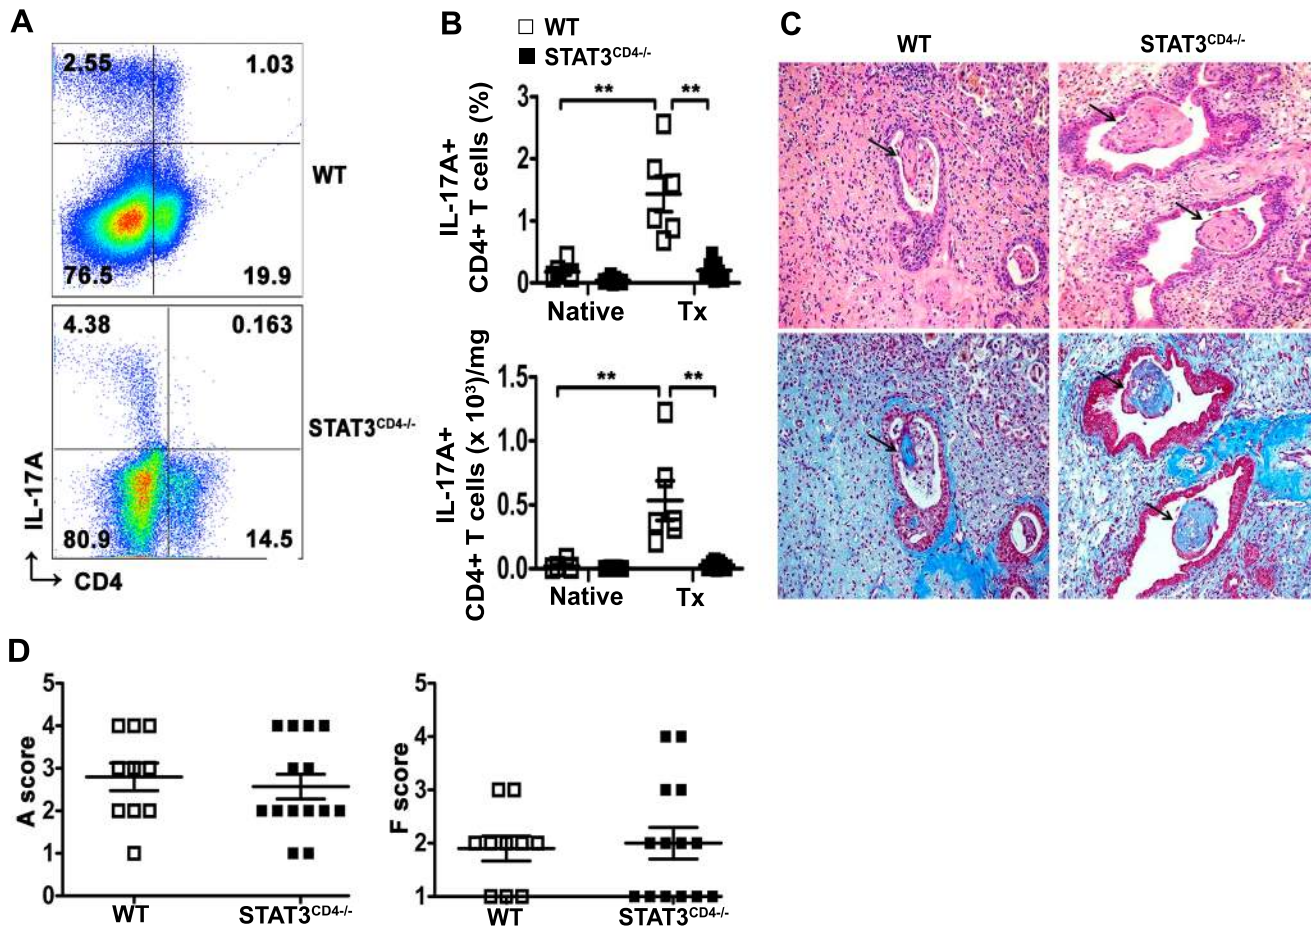 A
2.55
1.03
WT
76.5
19.9
4.38
0.163
STAT3CD4-/-
80.9
14.5
IL-17A
CD4
B
WT
STAT3CD4-/-
IL-17A+
CD4+ T cells (%)
3
2
1
0
**
**
Native
Tx
IL-17A+
CD4+ T cells (x 10³)/mg
1.5
1.0
0.5
0.0
**
**
Native
Tx
C
WT
STAT3CD4-/-
D
A score
5
4
3
2
1
0
WT
STAT3CD4-/-
F score
5
4
3
2
1
WT
STAT3CD4-/-